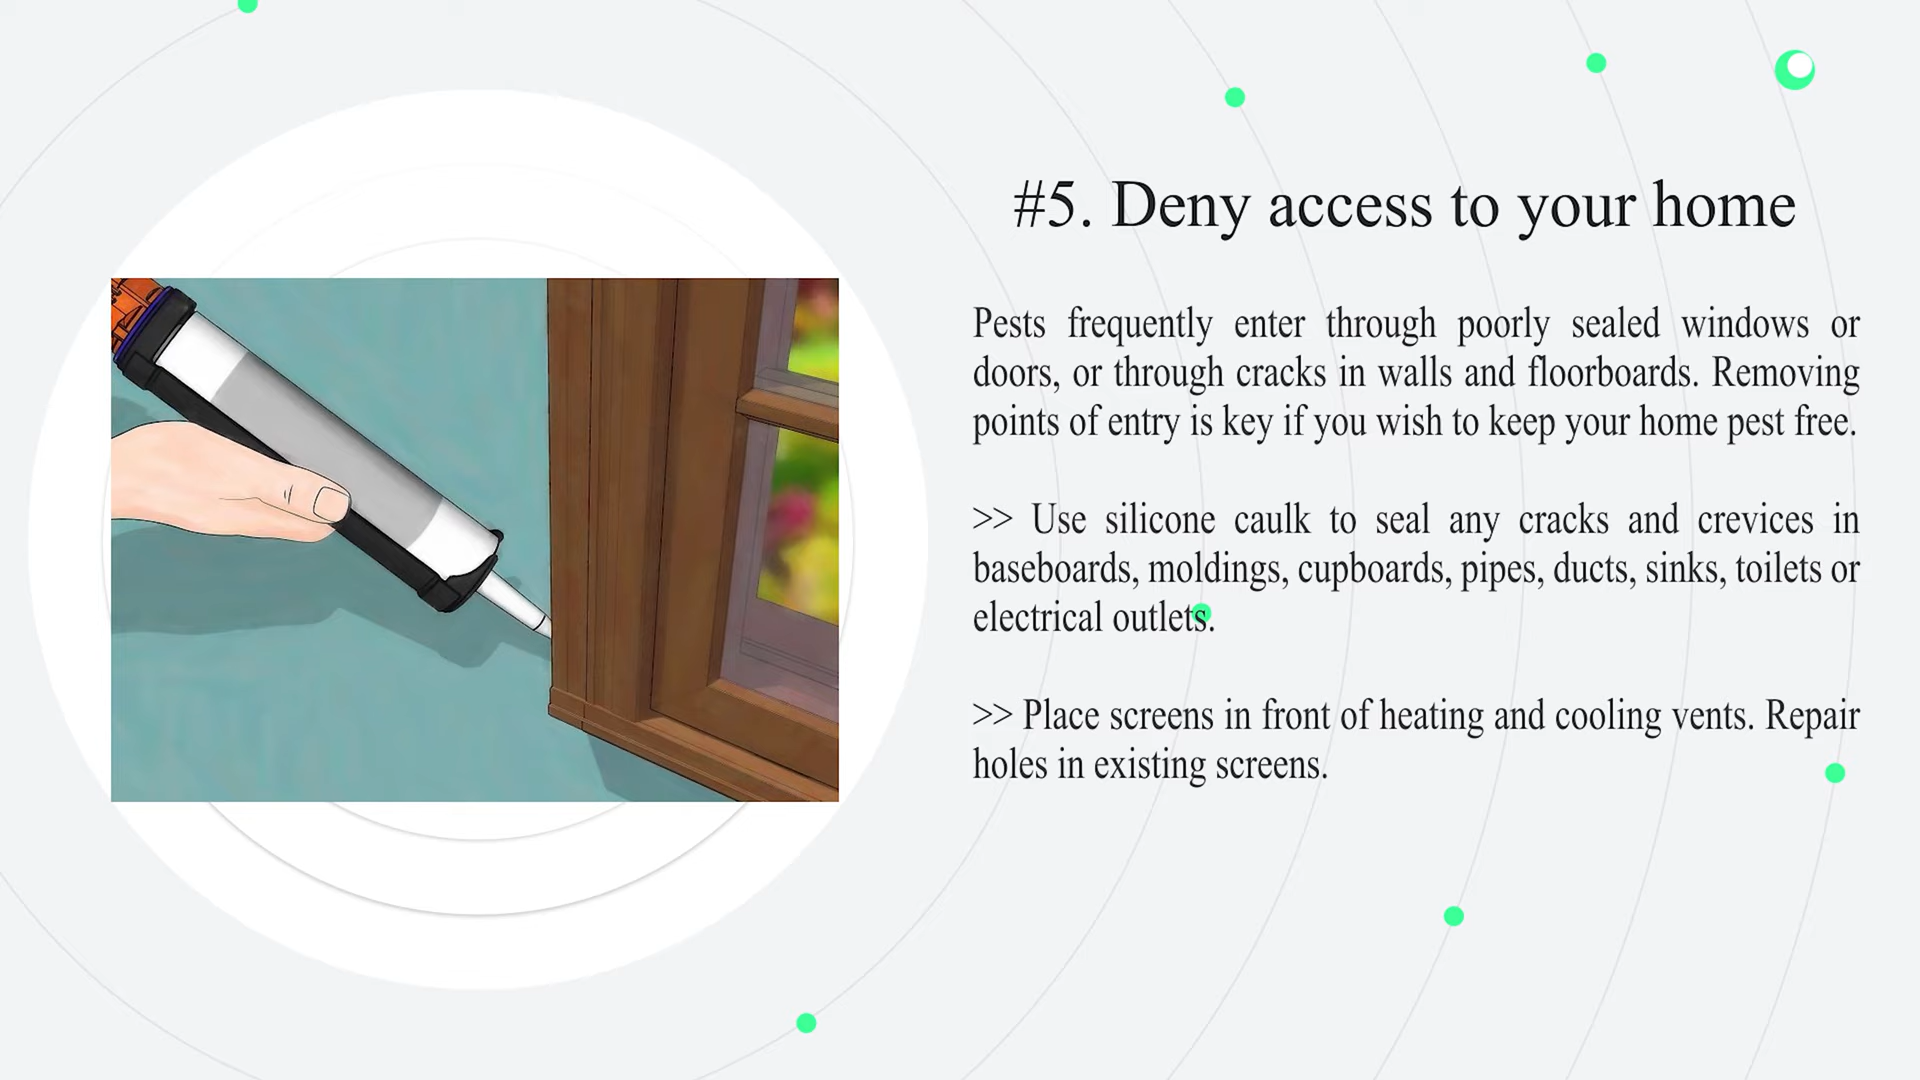 #5. Deny access to your home
Pests frequently enter through poorly sealed windows or
doors, or through cracks in walls and floorboards. Removing
points of entry is key if you wish to keep your home pest free.
>> Use silicone caulk to seal any cracks and crevices in
baseboards, moldings, cupboards, pipes, ducts, sinks, toilets or
electrical outlets.
>> Place screens in front of heating and cooling vents. Repair
holes in existing screens.